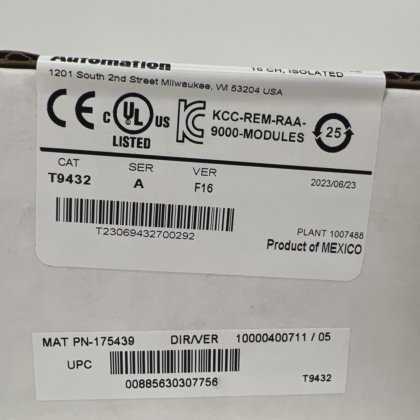 Automation
16 CH, ISOLATED
1201 South 2nd Street Milwaukee, WI 53204 USA
CE
C UL US
LISTED
KC
KCC-REM-RAA-
9000-MODULES
25
CAT SER VER
T9432 A F16
2023/06/23
T23069432700292
PLANT 1007488
Product of MEXICO
MAT PN-175439 DIR/VER 10000400711 / 05
UPC
00885630307756
T9432